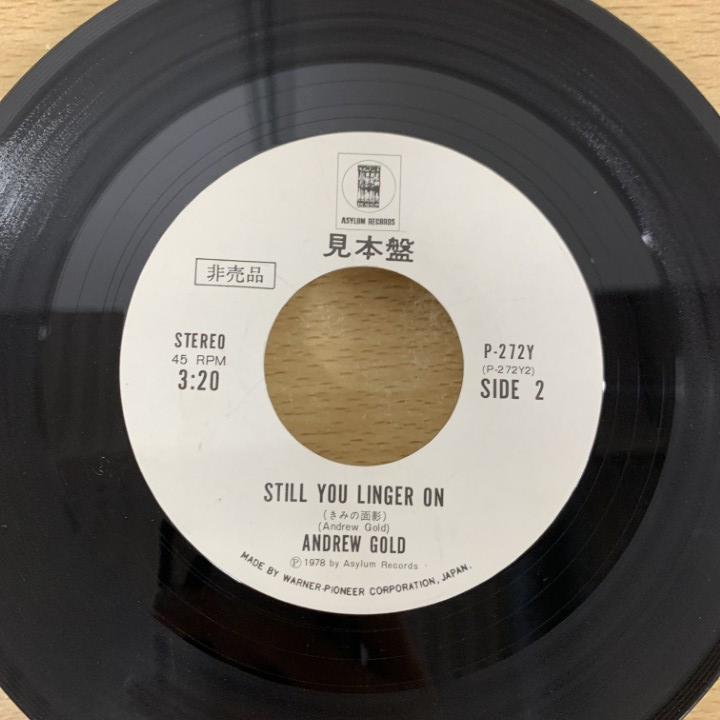 ASYLUM RECORDS
見本盤
非売品
STEREO
45 RPM
3:20
P-272Y
(P-272Y2)
SIDE 2
STILL YOU LINGER ON
(きみの面影)
(Andrew Gold)
ANDREW GOLD
Ⓟ1978 by Asylum Records
MADE BY WARNER-PIONEER CORPORATION, JAPAN.